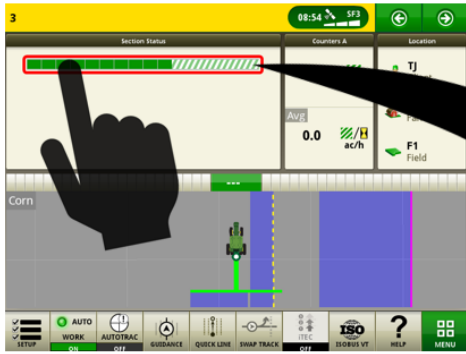 3
08:54
SF3
Section Status
Counters A
Location
TJ
Avg
0.0
ac/h
F1
Field
---
Corn
SETUP
AUTO
WORK
ON
AUTOTRAC
OFF
GUIDANCE
QUICK LINE
SWAP TRACK
ITEC
OFF
ISO
ISOBUS VT
?
HELP
MENU